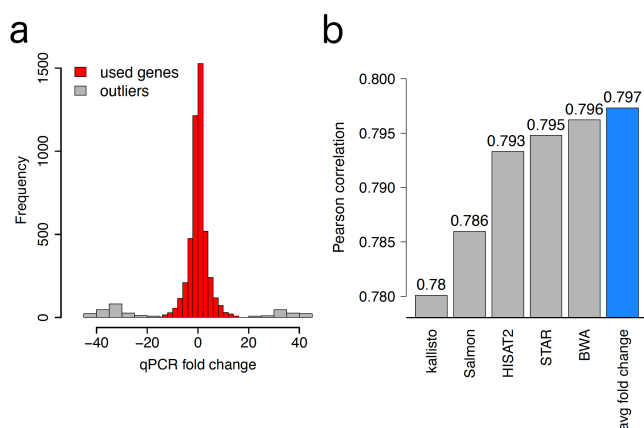 a
used genes
outliers
Frequency
1500
1000
500
0
−40 −20 0 20 40
qPCR fold change
b
Pearson correlation
0.800
0.795
0.790
0.785
0.780
0.78
0.786
0.793
0.795
0.796
0.797
kallisto
Salmon
HISAT2
STAR
BWA
avg fold change